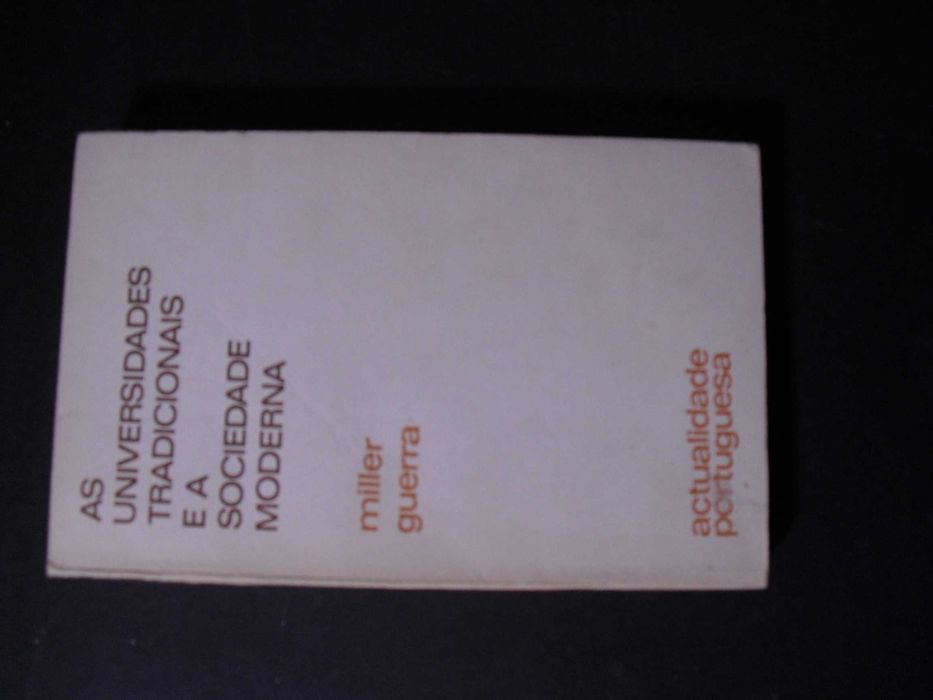 AS
UNIVERSIDADES
TRADICIONAIS
E A
SOCIEDADE
MODERNA
miller
guerra
actualidade
portuguesa